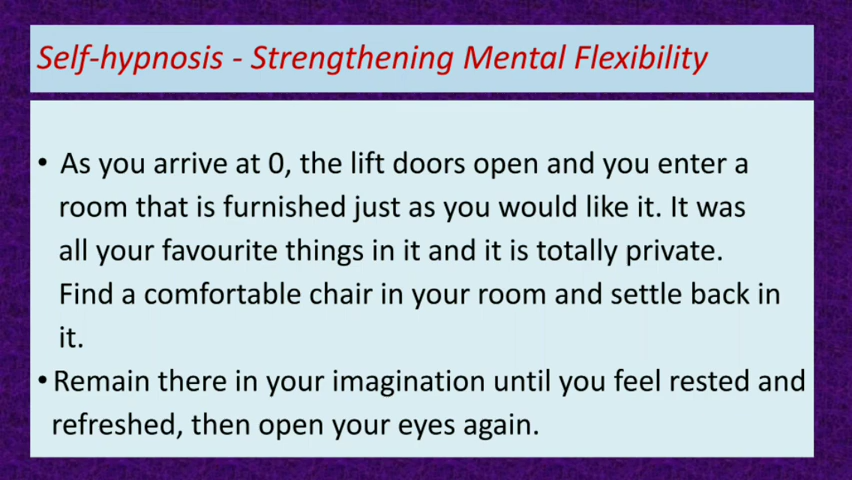 Self-hypnosis - Strengthening Mental Flexibility
• As you arrive at 0, the lift doors open and you enter a
room that is furnished just as you would like it. It was
all your favourite things in it and it is totally private.
Find a comfortable chair in your room and settle back in
it.
• Remain there in your imagination until you feel rested and
refreshed, then open your eyes again.